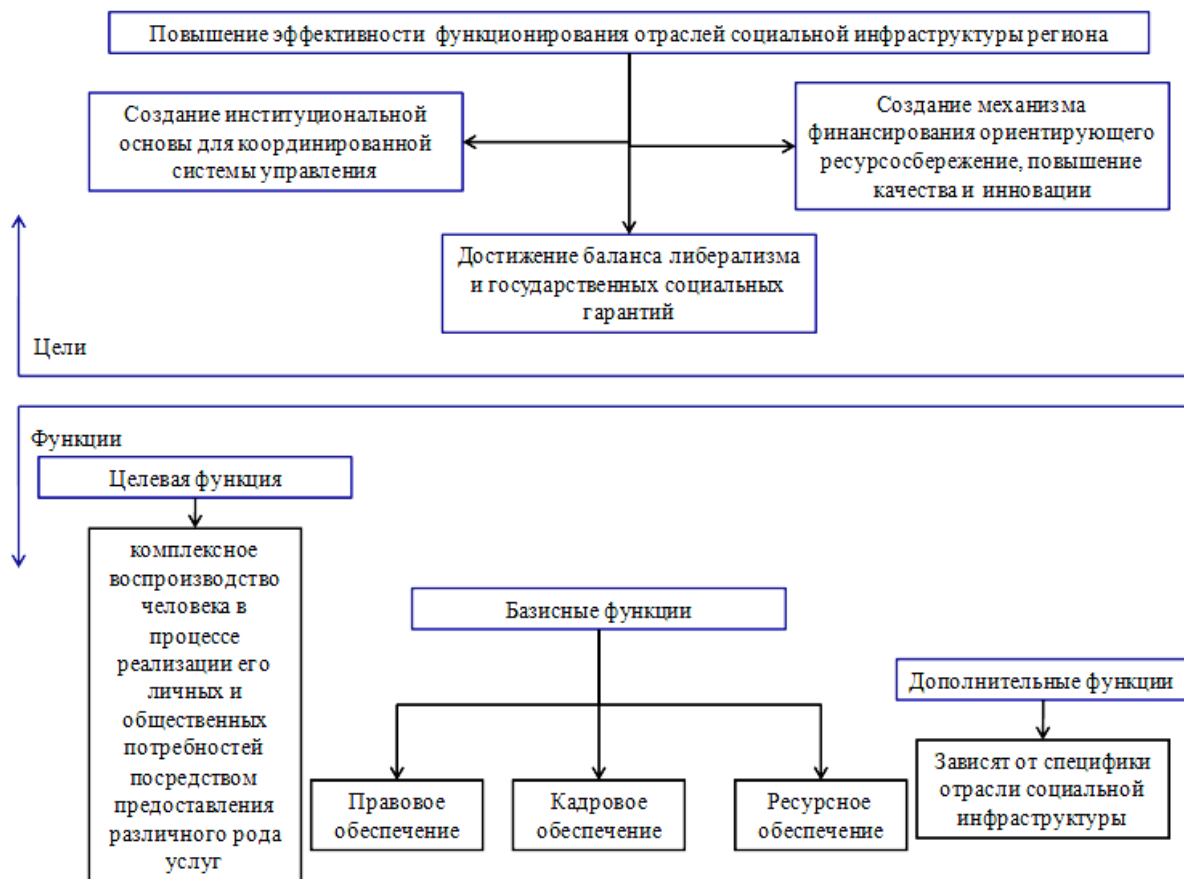 Повышение эффективности функционирования отраслей социальной инфраструктуры региона
Создание институциональной
основы для координированной
системы управления
Создание механизма
финансирования ориентирующего
ресурсосбережение, повышение
качества и инновации
Достижение баланса либерализма
и государственных социальных
гарантий
Цели
Функции
Целевая функция
комплексное
воспроизводство
человека в
процессе
реализации его
личных и
общественных
потребностей
посредством
предоставления
различного рода
услуг
Базисные функции
Правовое
обеспечение
Кадровое
обеспечение
Ресурсное
обеспечение
Дополнительные функции
Зависят от специфики
отрасли социальной
инфраструктуры